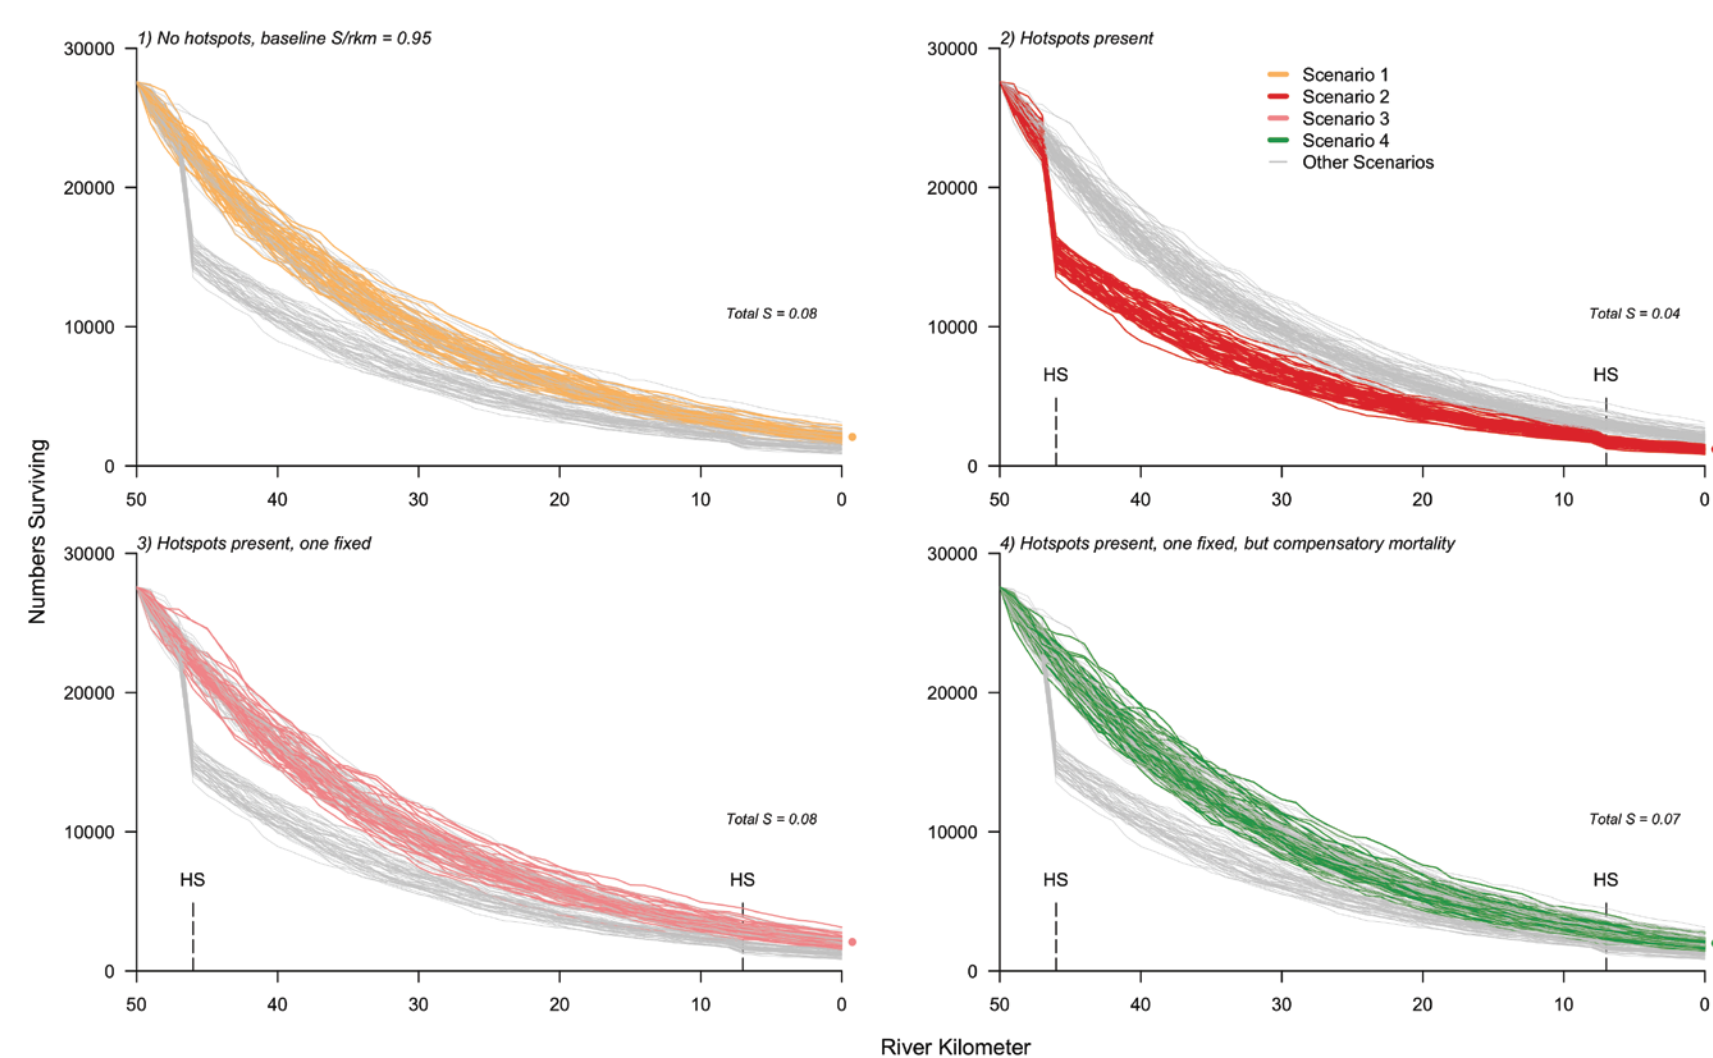 1) No hotspots, baseline S/rkm = 0.95
30000
20000
10000
0
Total S = 0.08
50 40 30 20 10 0
2) Hotspots present
30000
20000
10000
0
Scenario 1
Scenario 2
Scenario 3
Scenario 4
Other Scenarios
Total S = 0.04
HS HS
50 40 30 20 10 0
Numbers Surviving
3) Hotspots present, one fixed
30000
20000
10000
0
Total S = 0.08
HS HS
50 40 30 20 10 0
4) Hotspots present, one fixed, but compensatory mortality
30000
20000
10000
0
Total S = 0.07
HS HS
50 40 30 20 10 0
River Kilometer